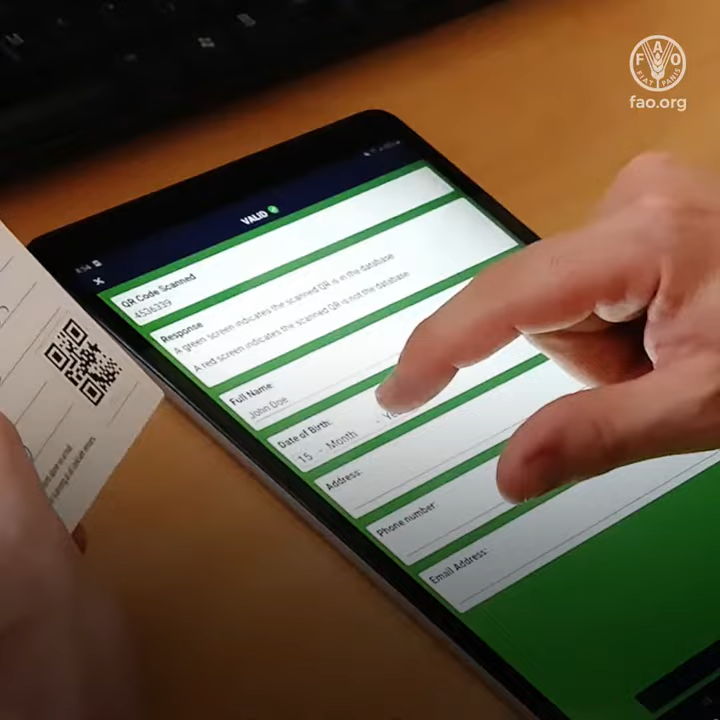 FAO
FIAT PANIS
fao.org
VALID
QR Code Scanned
4536339
Response
A green screen indicates the scanned QR is in the database
A red screen indicates the scanned QR is not the database
Full Name:
John Doe
Date of Birth:
15 - Month -
Address:
Phone number:
Email Address: